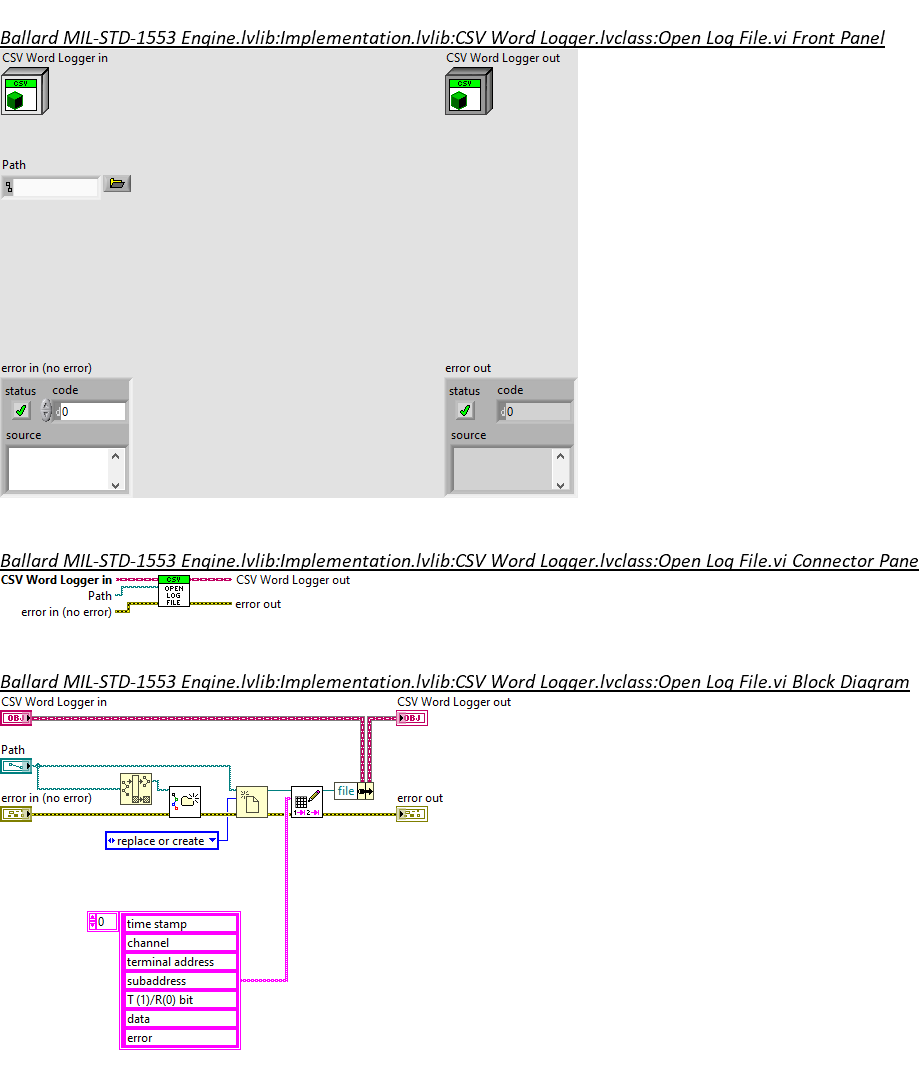 Ballard MIL-STD-1553 Engine.lvlib:Implementation.lvlib:CSV Word Logger.lvclass:Open Log File.vi Front Panel
CSV Word Logger in CSV Word Logger out
CSV CSV
Path
error in (no error) error out
status code status code
d 0 d 0
source source
Ballard MIL-STD-1553 Engine.lvlib:Implementation.lvlib:CSV Word Logger.lvclass:Open Log File.vi Connector Pane
CSV Word Logger in CSV CSV Word Logger out
Path OPEN
LOG
error in (no error) FILE error out
Ballard MIL-STD-1553 Engine.lvlib:Implementation.lvlib:CSV Word Logger.lvclass:Open Log File.vi Block Diagram
CSV Word Logger in CSV Word Logger out
OBJ OBJ
Path
file
error in (no error) 1 2 error out
replace or create
0 time stamp
channel
terminal address
subaddress
T (1)/R(0) bit
data
error